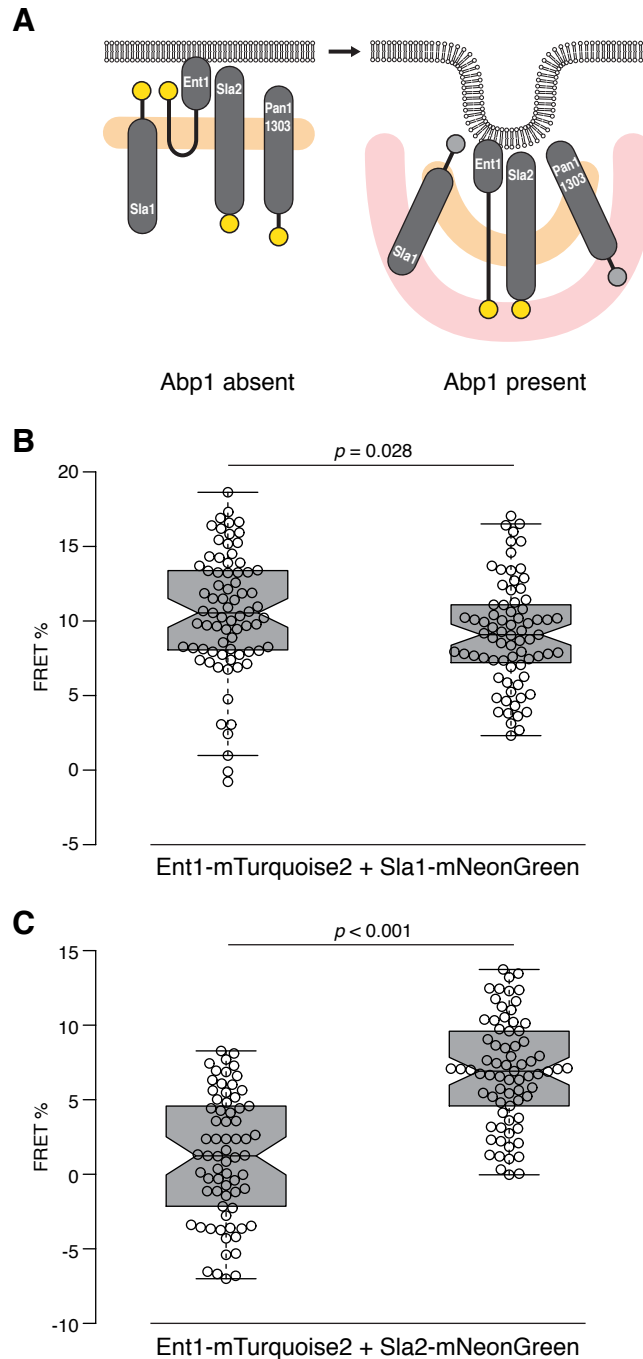 A
Ent1
Sla2
Pan1
1303
Sla1
Ent1
Sla2
Pan1
1303
Sla1
Abp1 absent
Abp1 present
B
p = 0.028
20
15
10
5
0
-5
FRET %
Ent1-mTurquoise2 + Sla1-mNeonGreen
C
p < 0.001
15
10
5
0
-5
-10
FRET %
Ent1-mTurquoise2 + Sla2-mNeonGreen